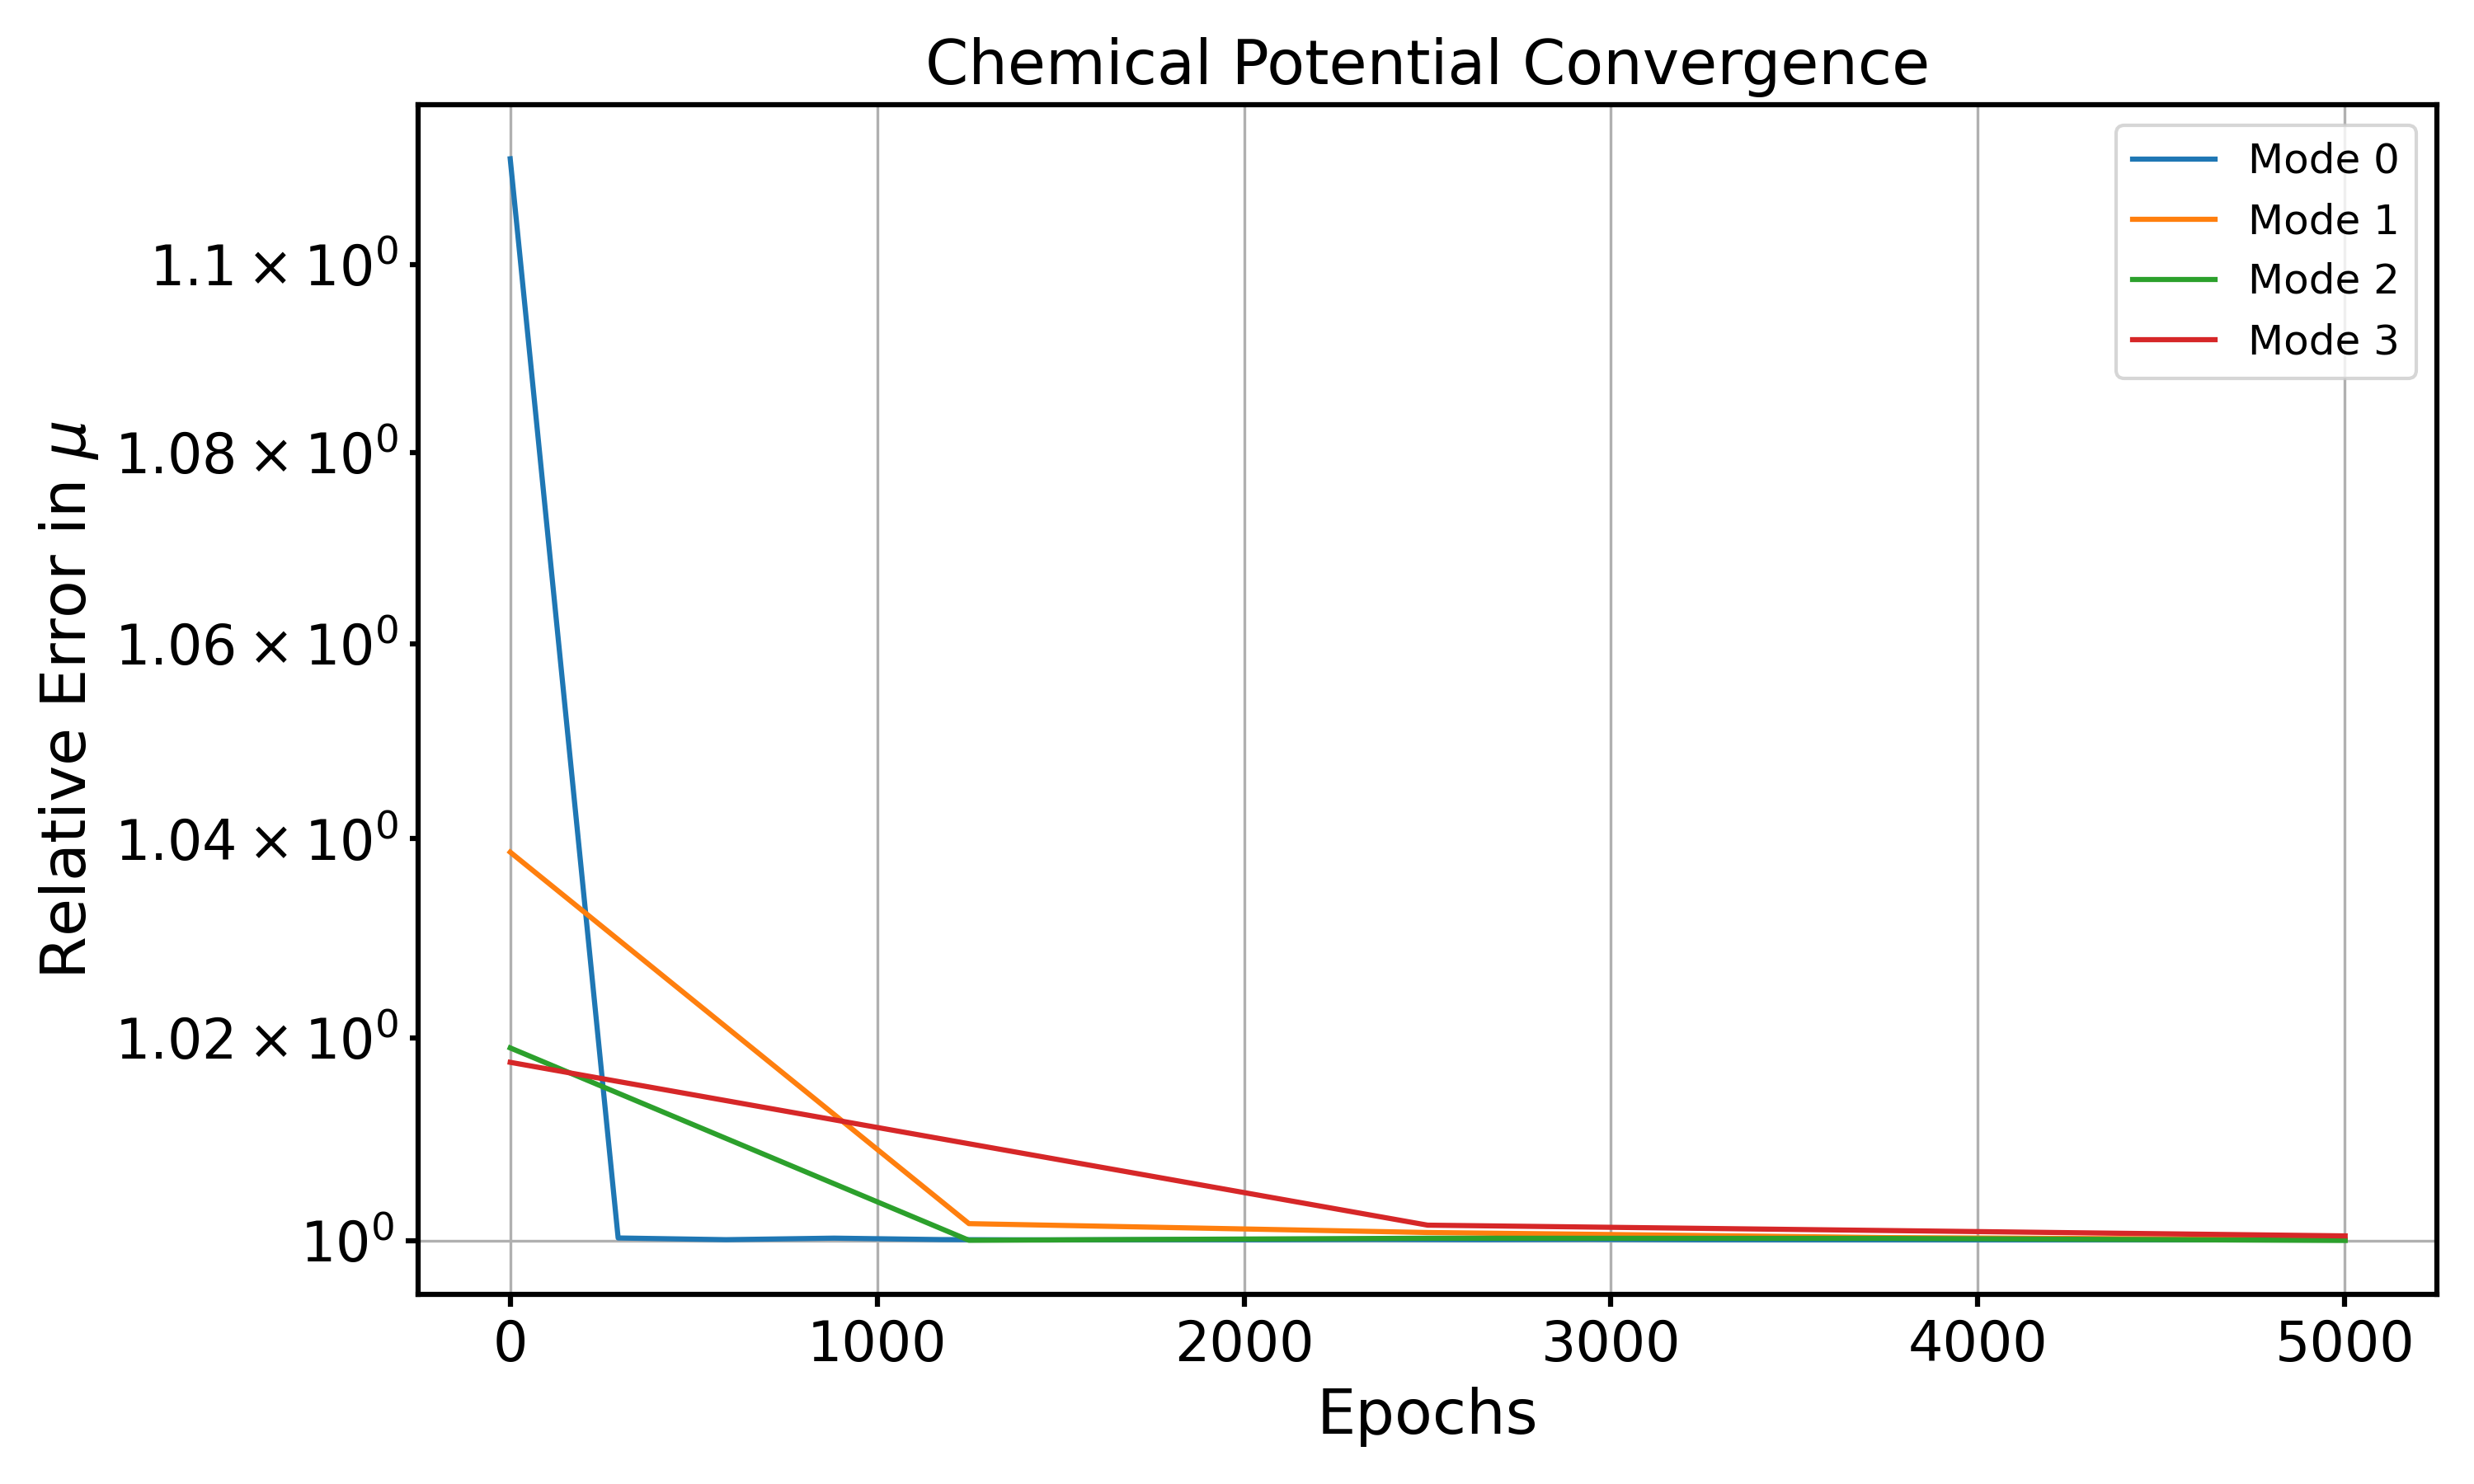 Chemical Potential Convergence
Relative Error in μ
1.1 × 10⁰
1.08 × 10⁰
1.06 × 10⁰
1.04 × 10⁰
1.02 × 10⁰
10⁰
Mode 0
Mode 1
Mode 2
Mode 3
0 1000 2000 3000 4000 5000
Epochs